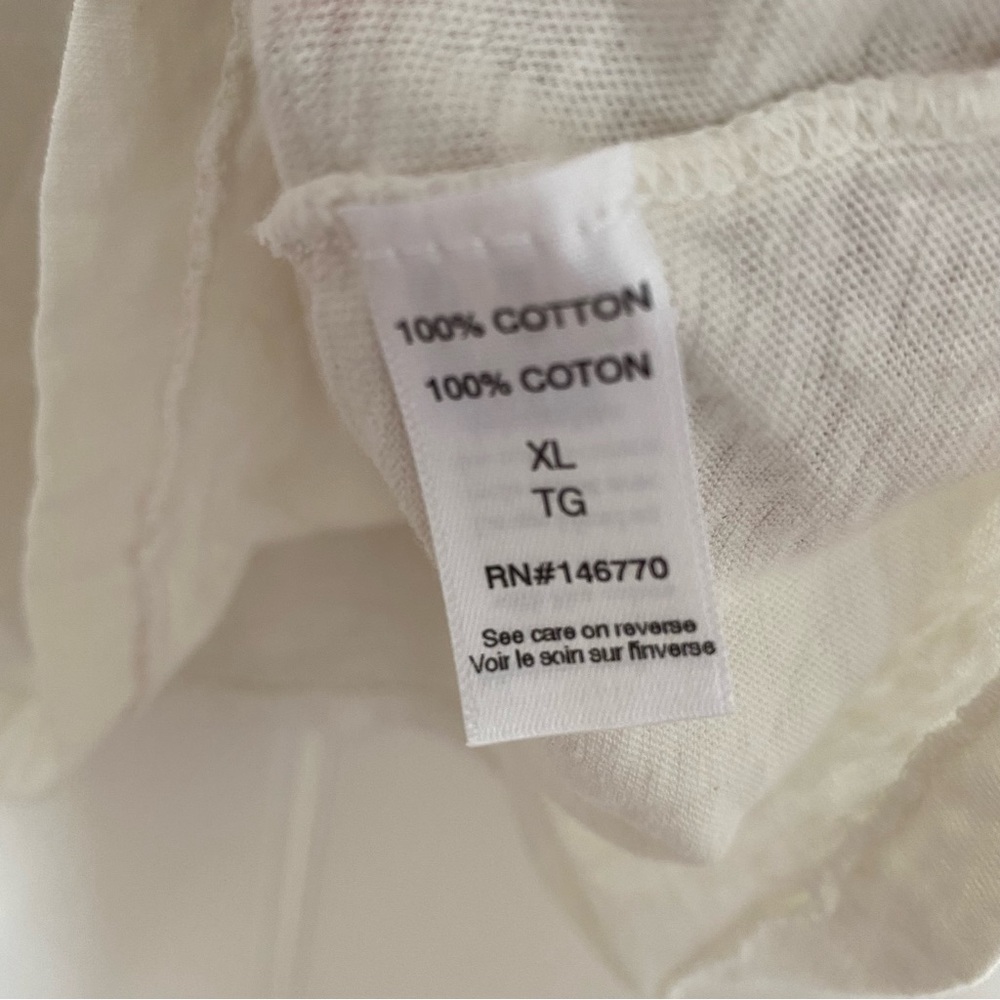 100% COTTON
100% COTON
XL
TG
RN#146770
See care on reverse
Voir le soin sur l'inverse